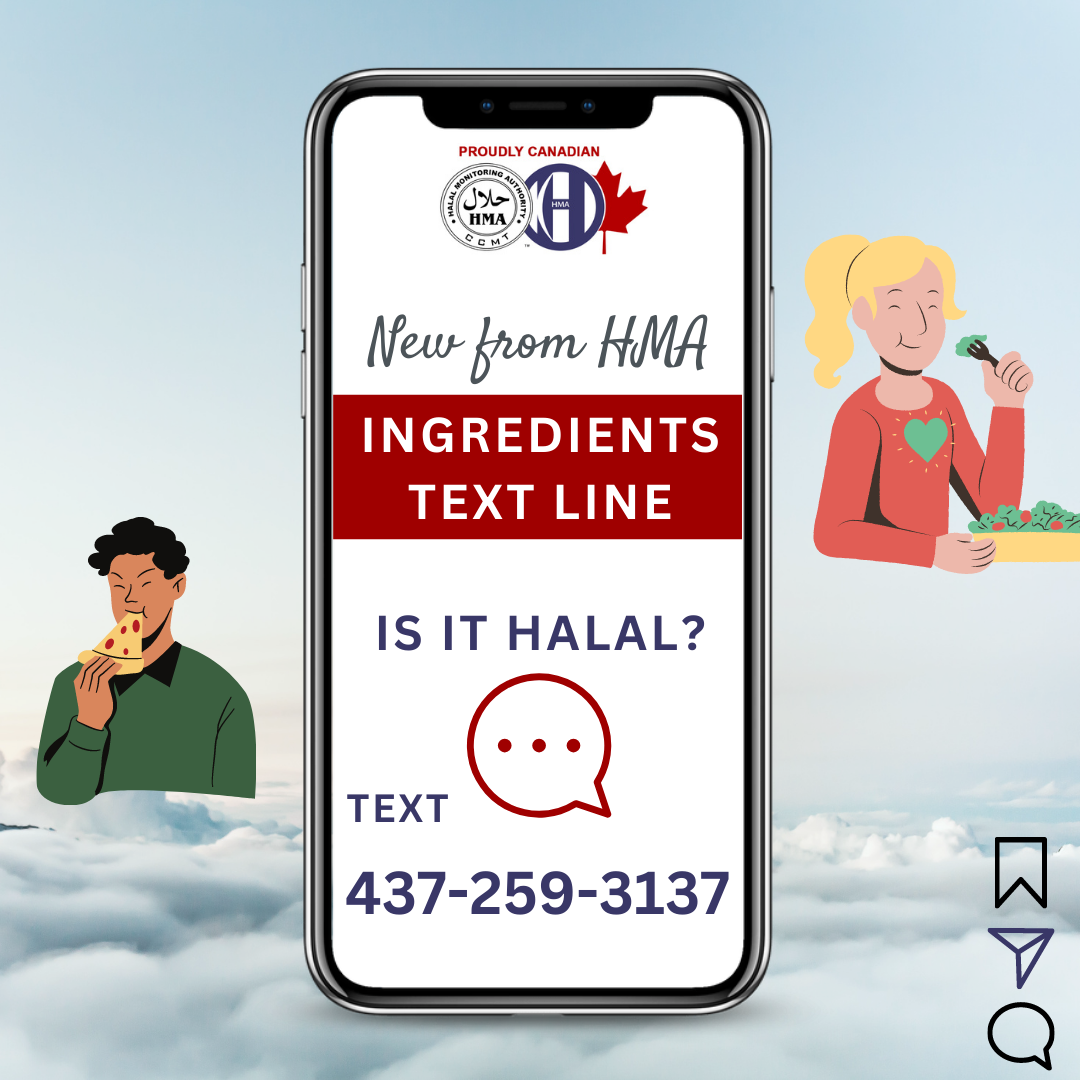 PROUDLY CANADIAN
HALAL MONITORING AUTHORITY
حلال
HMA
CCMT
HMA
TM
New from HMA
INGREDIENTS
TEXT LINE
IS IT HALAL?
TEXT
437-259-3137